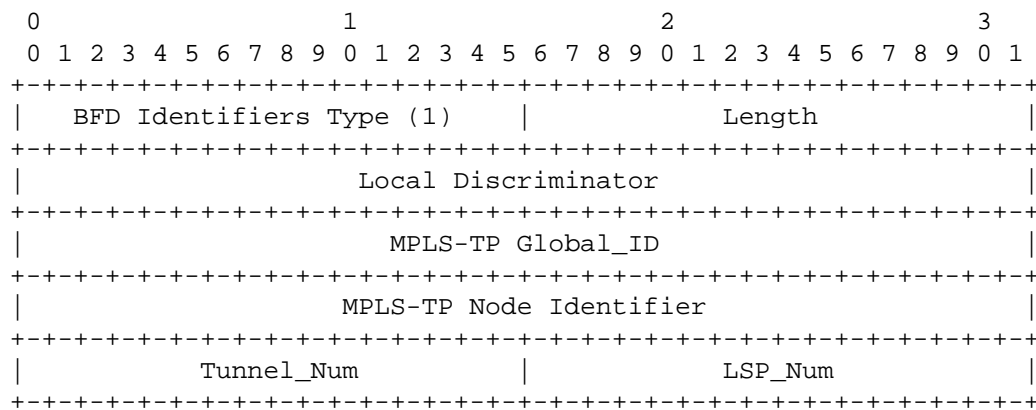 0                   1                   2                   3
 0 1 2 3 4 5 6 7 8 9 0 1 2 3 4 5 6 7 8 9 0 1 2 3 4 5 6 7 8 9 0 1
+-+-+-+-+-+-+-+-+-+-+-+-+-+-+-+-+-+-+-+-+-+-+-+-+-+-+-+-+-+-+-+-+
|   BFD Identifiers Type (1)    |            Length             |
+-+-+-+-+-+-+-+-+-+-+-+-+-+-+-+-+-+-+-+-+-+-+-+-+-+-+-+-+-+-+-+-+
|                     Local Discriminator                       |
+-+-+-+-+-+-+-+-+-+-+-+-+-+-+-+-+-+-+-+-+-+-+-+-+-+-+-+-+-+-+-+-+
|                       MPLS-TP Global_ID                       |
+-+-+-+-+-+-+-+-+-+-+-+-+-+-+-+-+-+-+-+-+-+-+-+-+-+-+-+-+-+-+-+-+
|                    MPLS-TP Node Identifier                    |
+-+-+-+-+-+-+-+-+-+-+-+-+-+-+-+-+-+-+-+-+-+-+-+-+-+-+-+-+-+-+-+-+
|           Tunnel_Num          |            LSP_Num            |
+-+-+-+-+-+-+-+-+-+-+-+-+-+-+-+-+-+-+-+-+-+-+-+-+-+-+-+-+-+-+-+-+